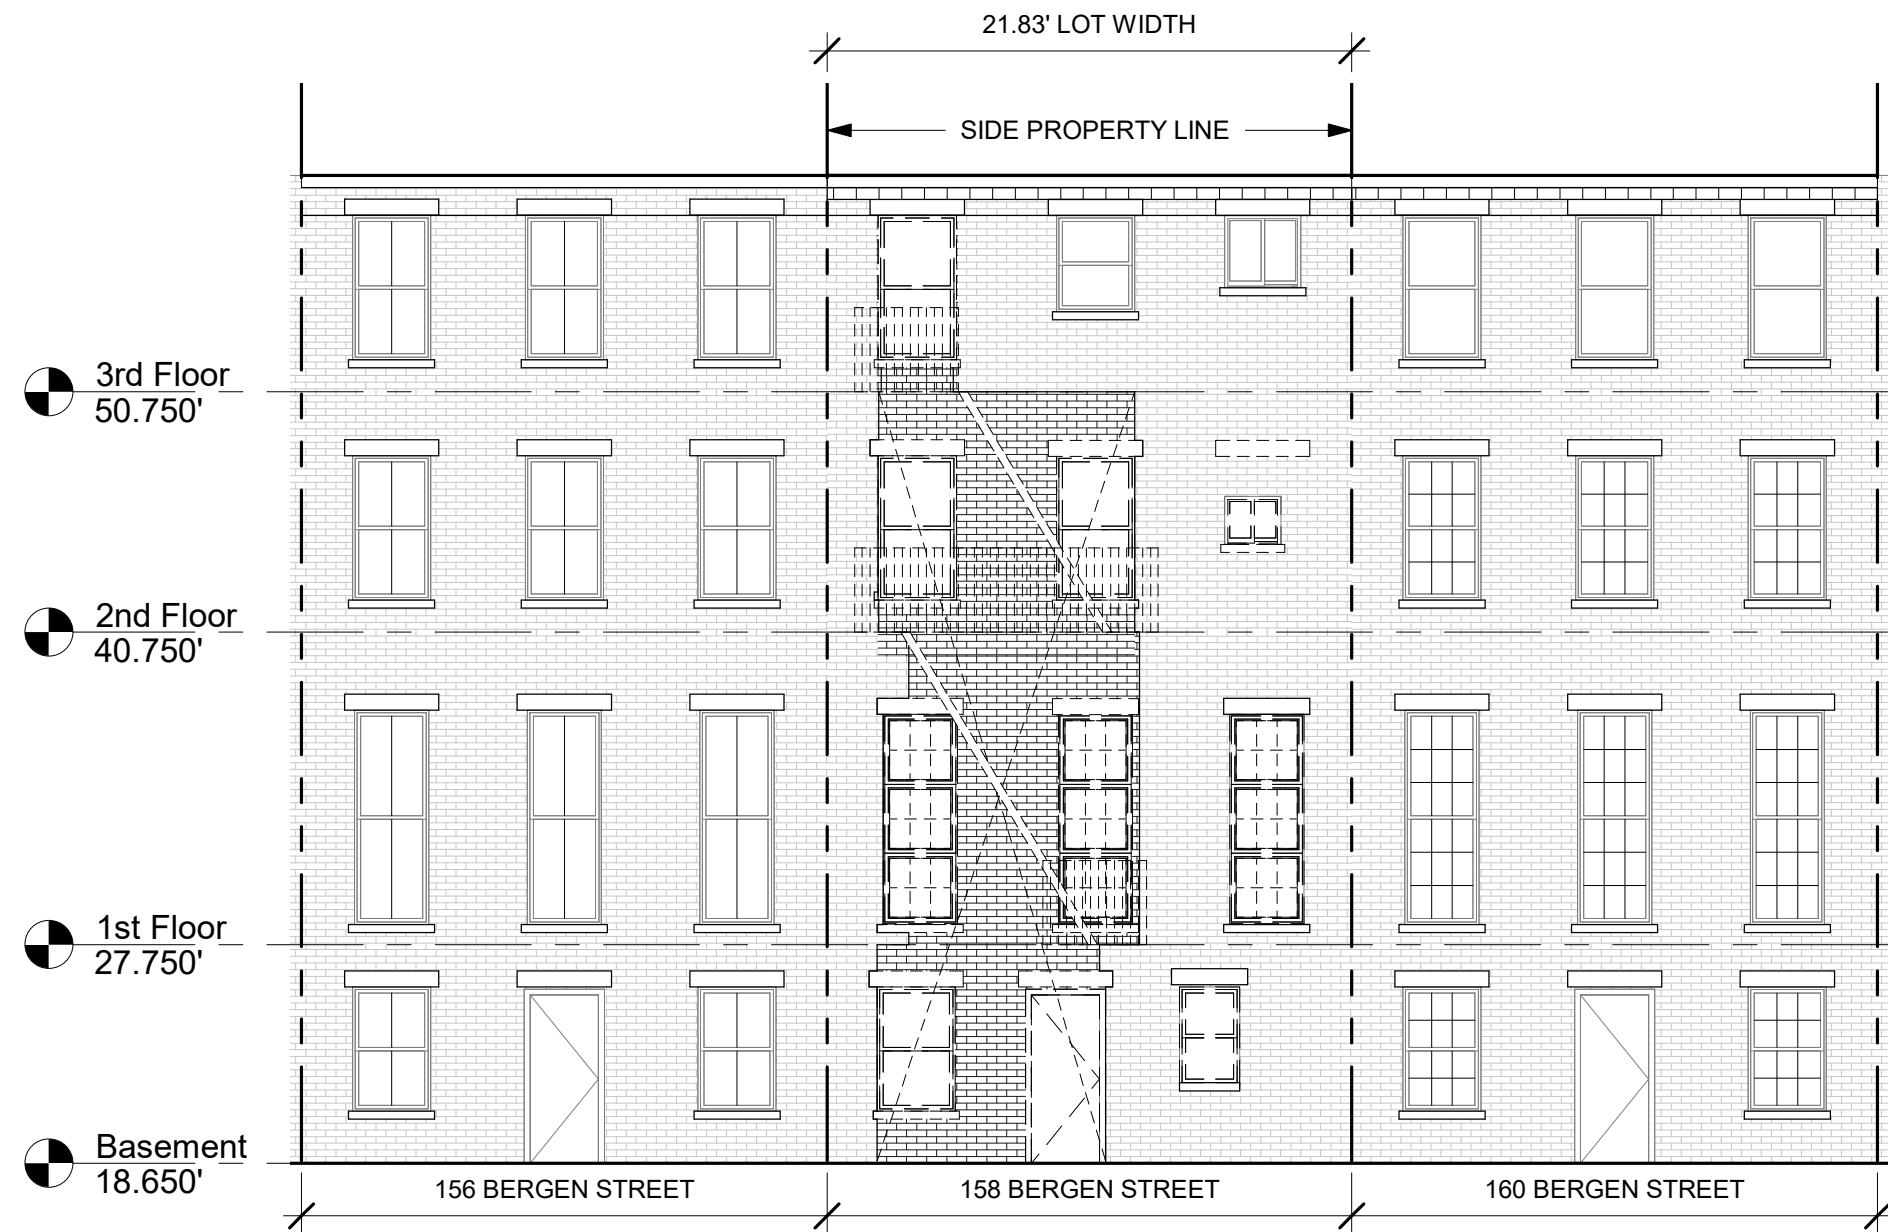 21.83' LOT WIDTH
SIDE PROPERTY LINE
3rd Floor
50.750'
2nd Floor
40.750'
1st Floor
27.750'
Basement
18.650'
156 BERGEN STREET
158 BERGEN STREET
160 BERGEN STREET